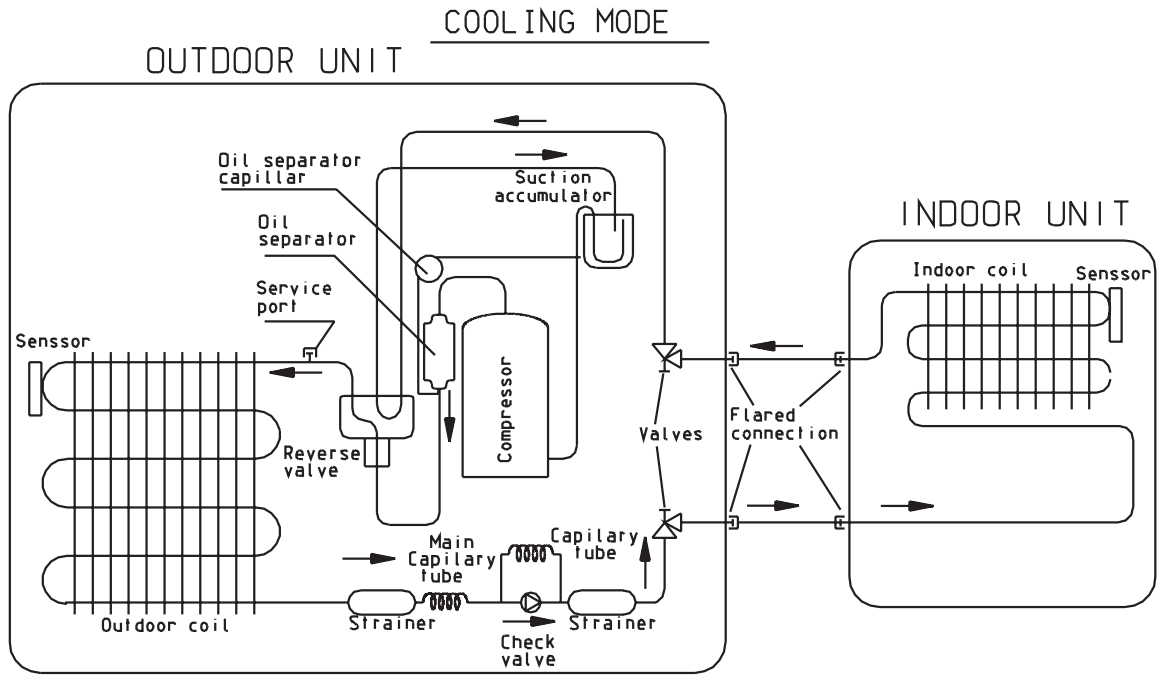 COOLING MODE
OUTDOOR UNIT
Oil separator
capillar
Suction
accumulator
Oil
separator
Service
port
Senssor
Compressor
Reverse
valve
Valves
Flared
connection
INDOOR UNIT
Indoor coil
Senssor
Main
Capilary
tube
Capilary
tube
Outdoor coil
Strainer
Check
valve
Strainer